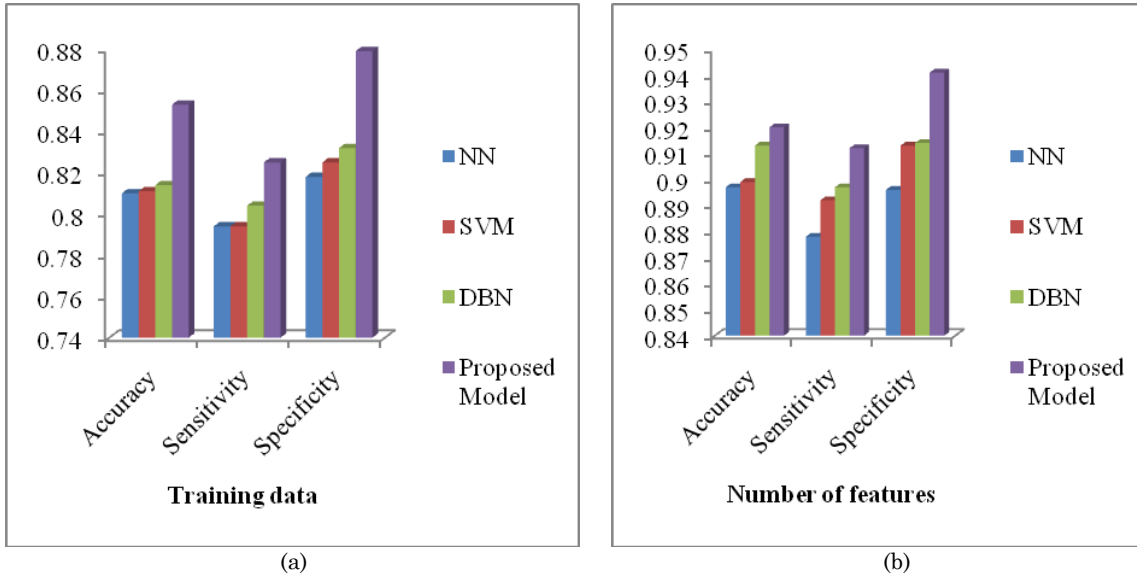 0.88
0.86
0.84
0.82
0.8
0.78
0.76
0.74
Accuracy
Sensitivity
Specificity
Training data
NN
SVM
DBN
Proposed
Model
(a)
0.95
0.94
0.93
0.92
0.91
0.9
0.89
0.88
0.87
0.86
0.85
0.84
Accuracy
Sensitivity
Specificity
Number of features
NN
SVM
DBN
Proposed
Model
(b)